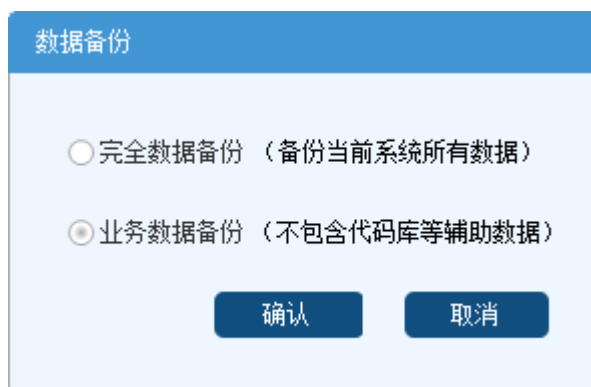 数据备份
完全数据备份 （备份当前系统所有数据）
业务数据备份 （不包含代码库等辅助数据）
确认 取消